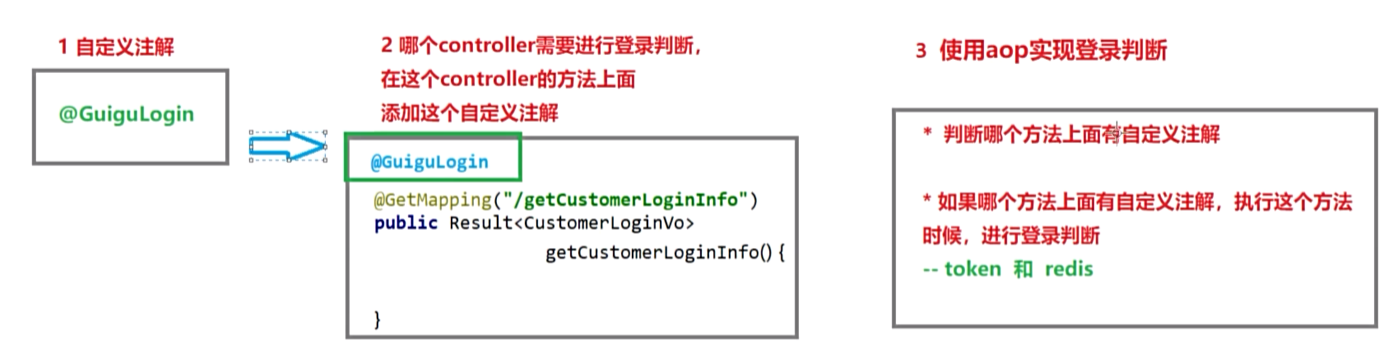 1 自定义注解
@GuiguLogin
2 哪个controller需要进行登录判断，
在这个controller的方法上面
添加这个自定义注解
@GuiguLogin
@GetMapping("/getCustomerLoginInfo")
public Result<CustomerLoginVo>
getCustomerLoginInfo() {
}
3 使用aop实现登录判断
* 判断哪个方法上面有自定义注解
* 如果哪个方法上面有自定义注解，执行这个方法
时候，进行登录判断
-- token 和 redis